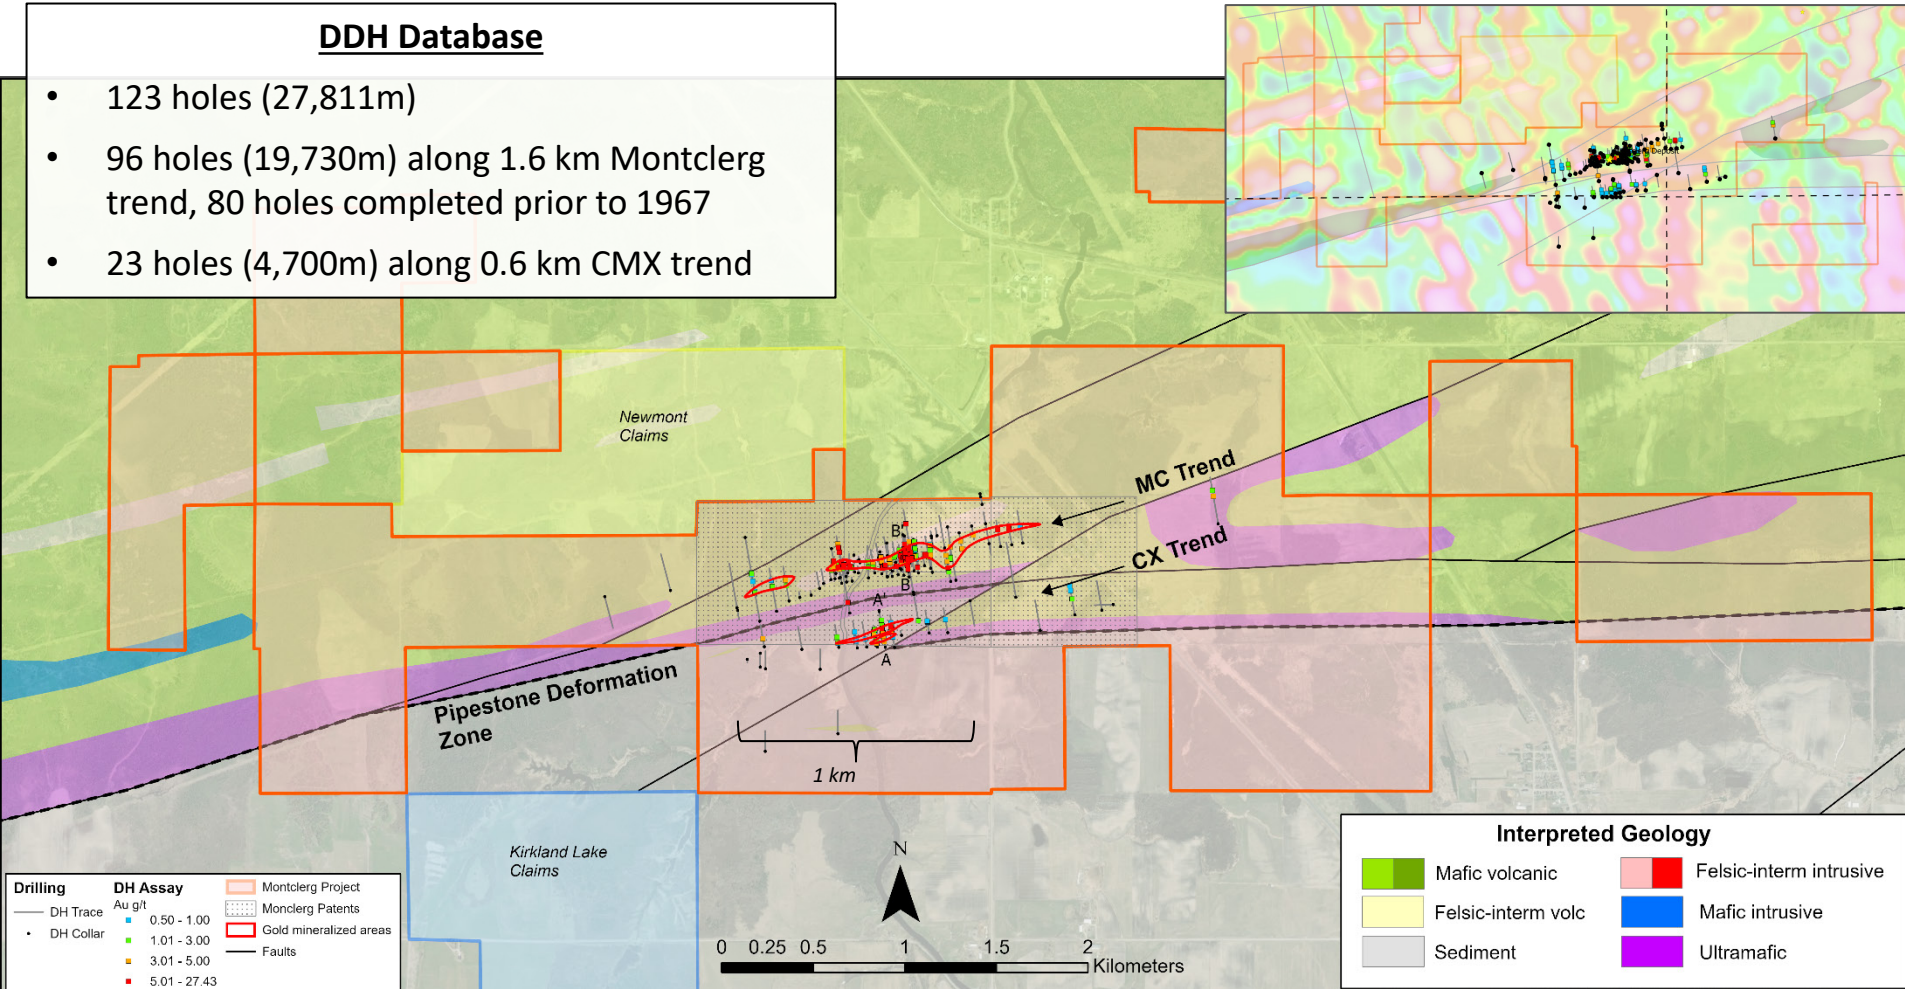 DDH Database
• 123 holes (27,811m)
• 96 holes (19,730m) along 1.6 km Montclerg
trend, 80 holes completed prior to 1967
• 23 holes (4,700m) along 0.6 km CMX trend
Deposit
Newmont
Claims
MC Trend
CX Trend
B'
B
A'
A
Pipestone Deformation
Zone
1 km
Kirkland Lake
Claims
N
0 0.25 0.5 1 1.5 2
Kilometers
Drilling
DH Trace
DH Collar
DH Assay
Au g/t
0.50 - 1.00
1.01 - 3.00
3.01 - 5.00
5.01 - 27.43
Montclerg Project
Monclerg Patents
Gold mineralized areas
Faults
Interpreted Geology
Mafic volcanic
Felsic-interm volc
Sediment
Felsic-interm intrusive
Mafic intrusive
Ultramafic